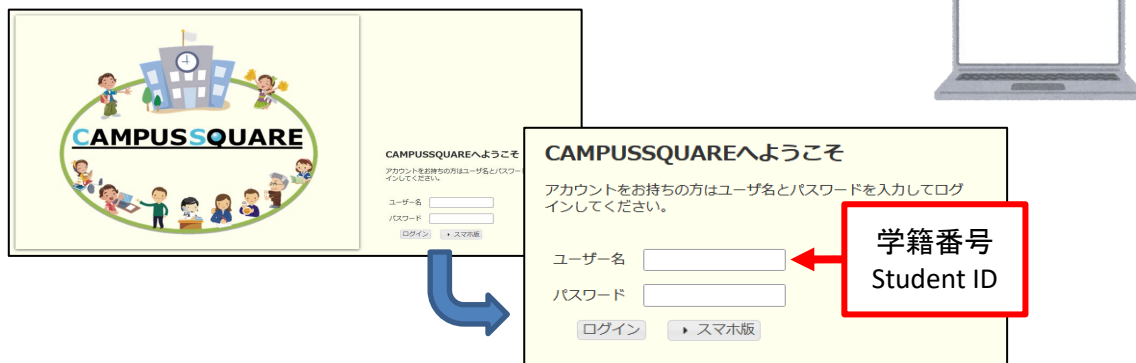 CAMPUSSQUARE
CAMPUSSQUAREへようこそ
アカウントをお持ちの方はユーザ名とパスワー
インしてください。
ユーザー名
パスワード
ログイン
スマホ版
CAMPUSSQUAREへようこそ
アカウントをお持ちの方はユーザ名とパスワードを入力してログ
インしてください。
ユーザー名
パスワード
ログイン
スマホ版
学籍番号
Student ID